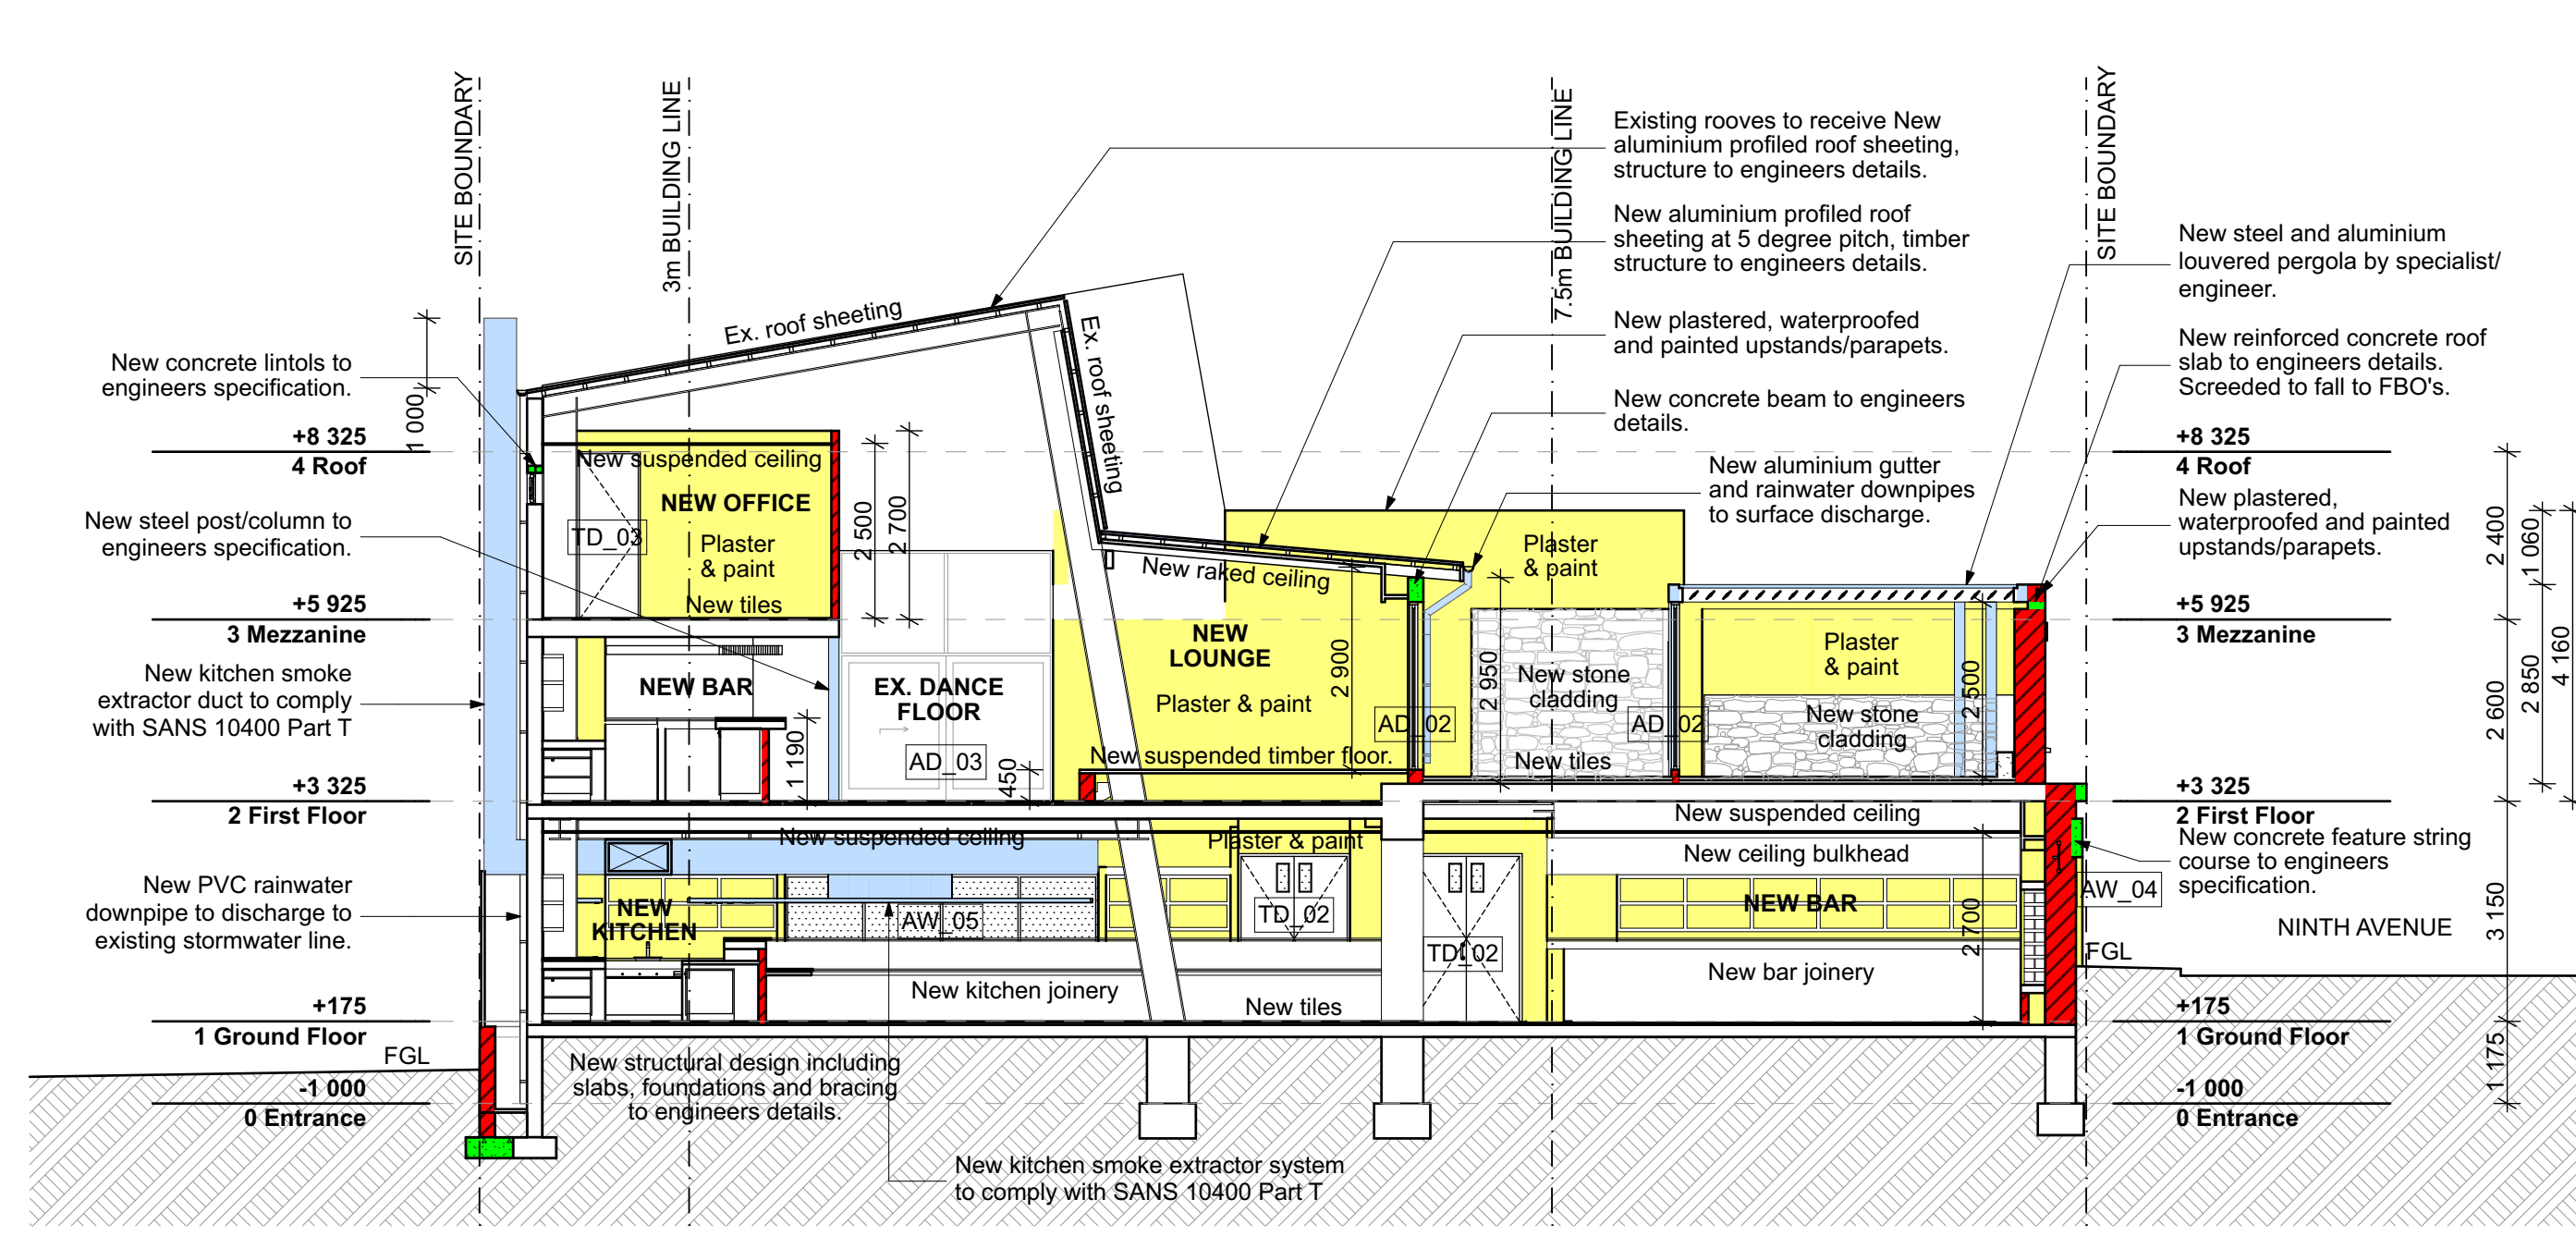 SITE BOUNDARY
3m BUILDING LINE
7.5m BUILDING LINE
SITE BOUNDARY
Existing rooves to receive New
aluminium profiled roof sheeting,
structure to engineers details.
New aluminium profiled roof
sheeting at 5 degree pitch, timber
structure to engineers details.
New plastered, waterproofed
and painted upstands/parapets.
New concrete beam to engineers
details.
New aluminium gutter
and rainwater downpipes
to surface discharge.
New steel and aluminium
louvered pergola by specialist/
engineer.
New reinforced concrete roof
slab to engineers details.
Screeded to fall to FBO's.
+8 325
4 Roof
New plastered,
waterproofed and painted
upstands/parapets.
+5 925
3 Mezzanine
+3 325
2 First Floor
New concrete feature string
course to engineers
specification.
NINTH AVENUE
FGL
+175
1 Ground Floor
-1 000
0 Entrance
2 400
1 060
2 600
2 850
4 160
3 150
1 175
New concrete lintols to
engineers specification.
+8 325
4 Roof
New steel post/column to
engineers specification.
+5 925
3 Mezzanine
New kitchen smoke
extractor duct to comply
with SANS 10400 Part T
+3 325
2 First Floor
New PVC rainwater
downpipe to discharge to
existing stormwater line.
+175
1 Ground Floor
FGL
-1 000
0 Entrance
1 000
Ex. roof sheeting
Ex. roof sheeting
New suspended ceiling
NEW OFFICE
TD_03
Plaster
& paint
New tiles
2 500
2 700
New raked ceiling
Plaster
& paint
NEW
LOUNGE
Plaster & paint
2 900
2 950
New stone
cladding
Plaster
& paint
2 500
New stone
cladding
NEW BAR
EX. DANCE
FLOOR
AD_03
1 190
450
AD_02
AD_02
New suspended timber floor.
New tiles
New suspended ceiling
Plaster & paint
New suspended ceiling
New ceiling bulkhead
NEW
KITCHEN
AW_05
TD_02
TD_02
NEW BAR
2 700
AW_04
New kitchen joinery
New tiles
New bar joinery
New structural design including
slabs, foundations and bracing
to engineers details.
New kitchen smoke extractor system
to comply with SANS 10400 Part T